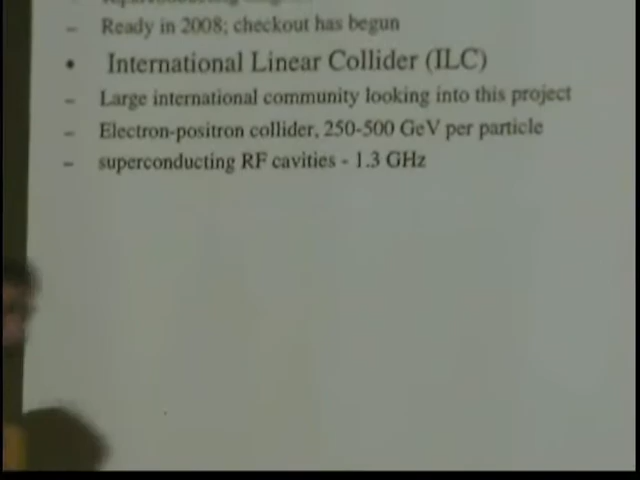 – Ready in 2008; checkout has begun
• International Linear Collider (ILC)
– Large international community looking into this project
– Electron-positron collider, 250-500 GeV per particle
– superconducting RF cavities - 1.3 GHz